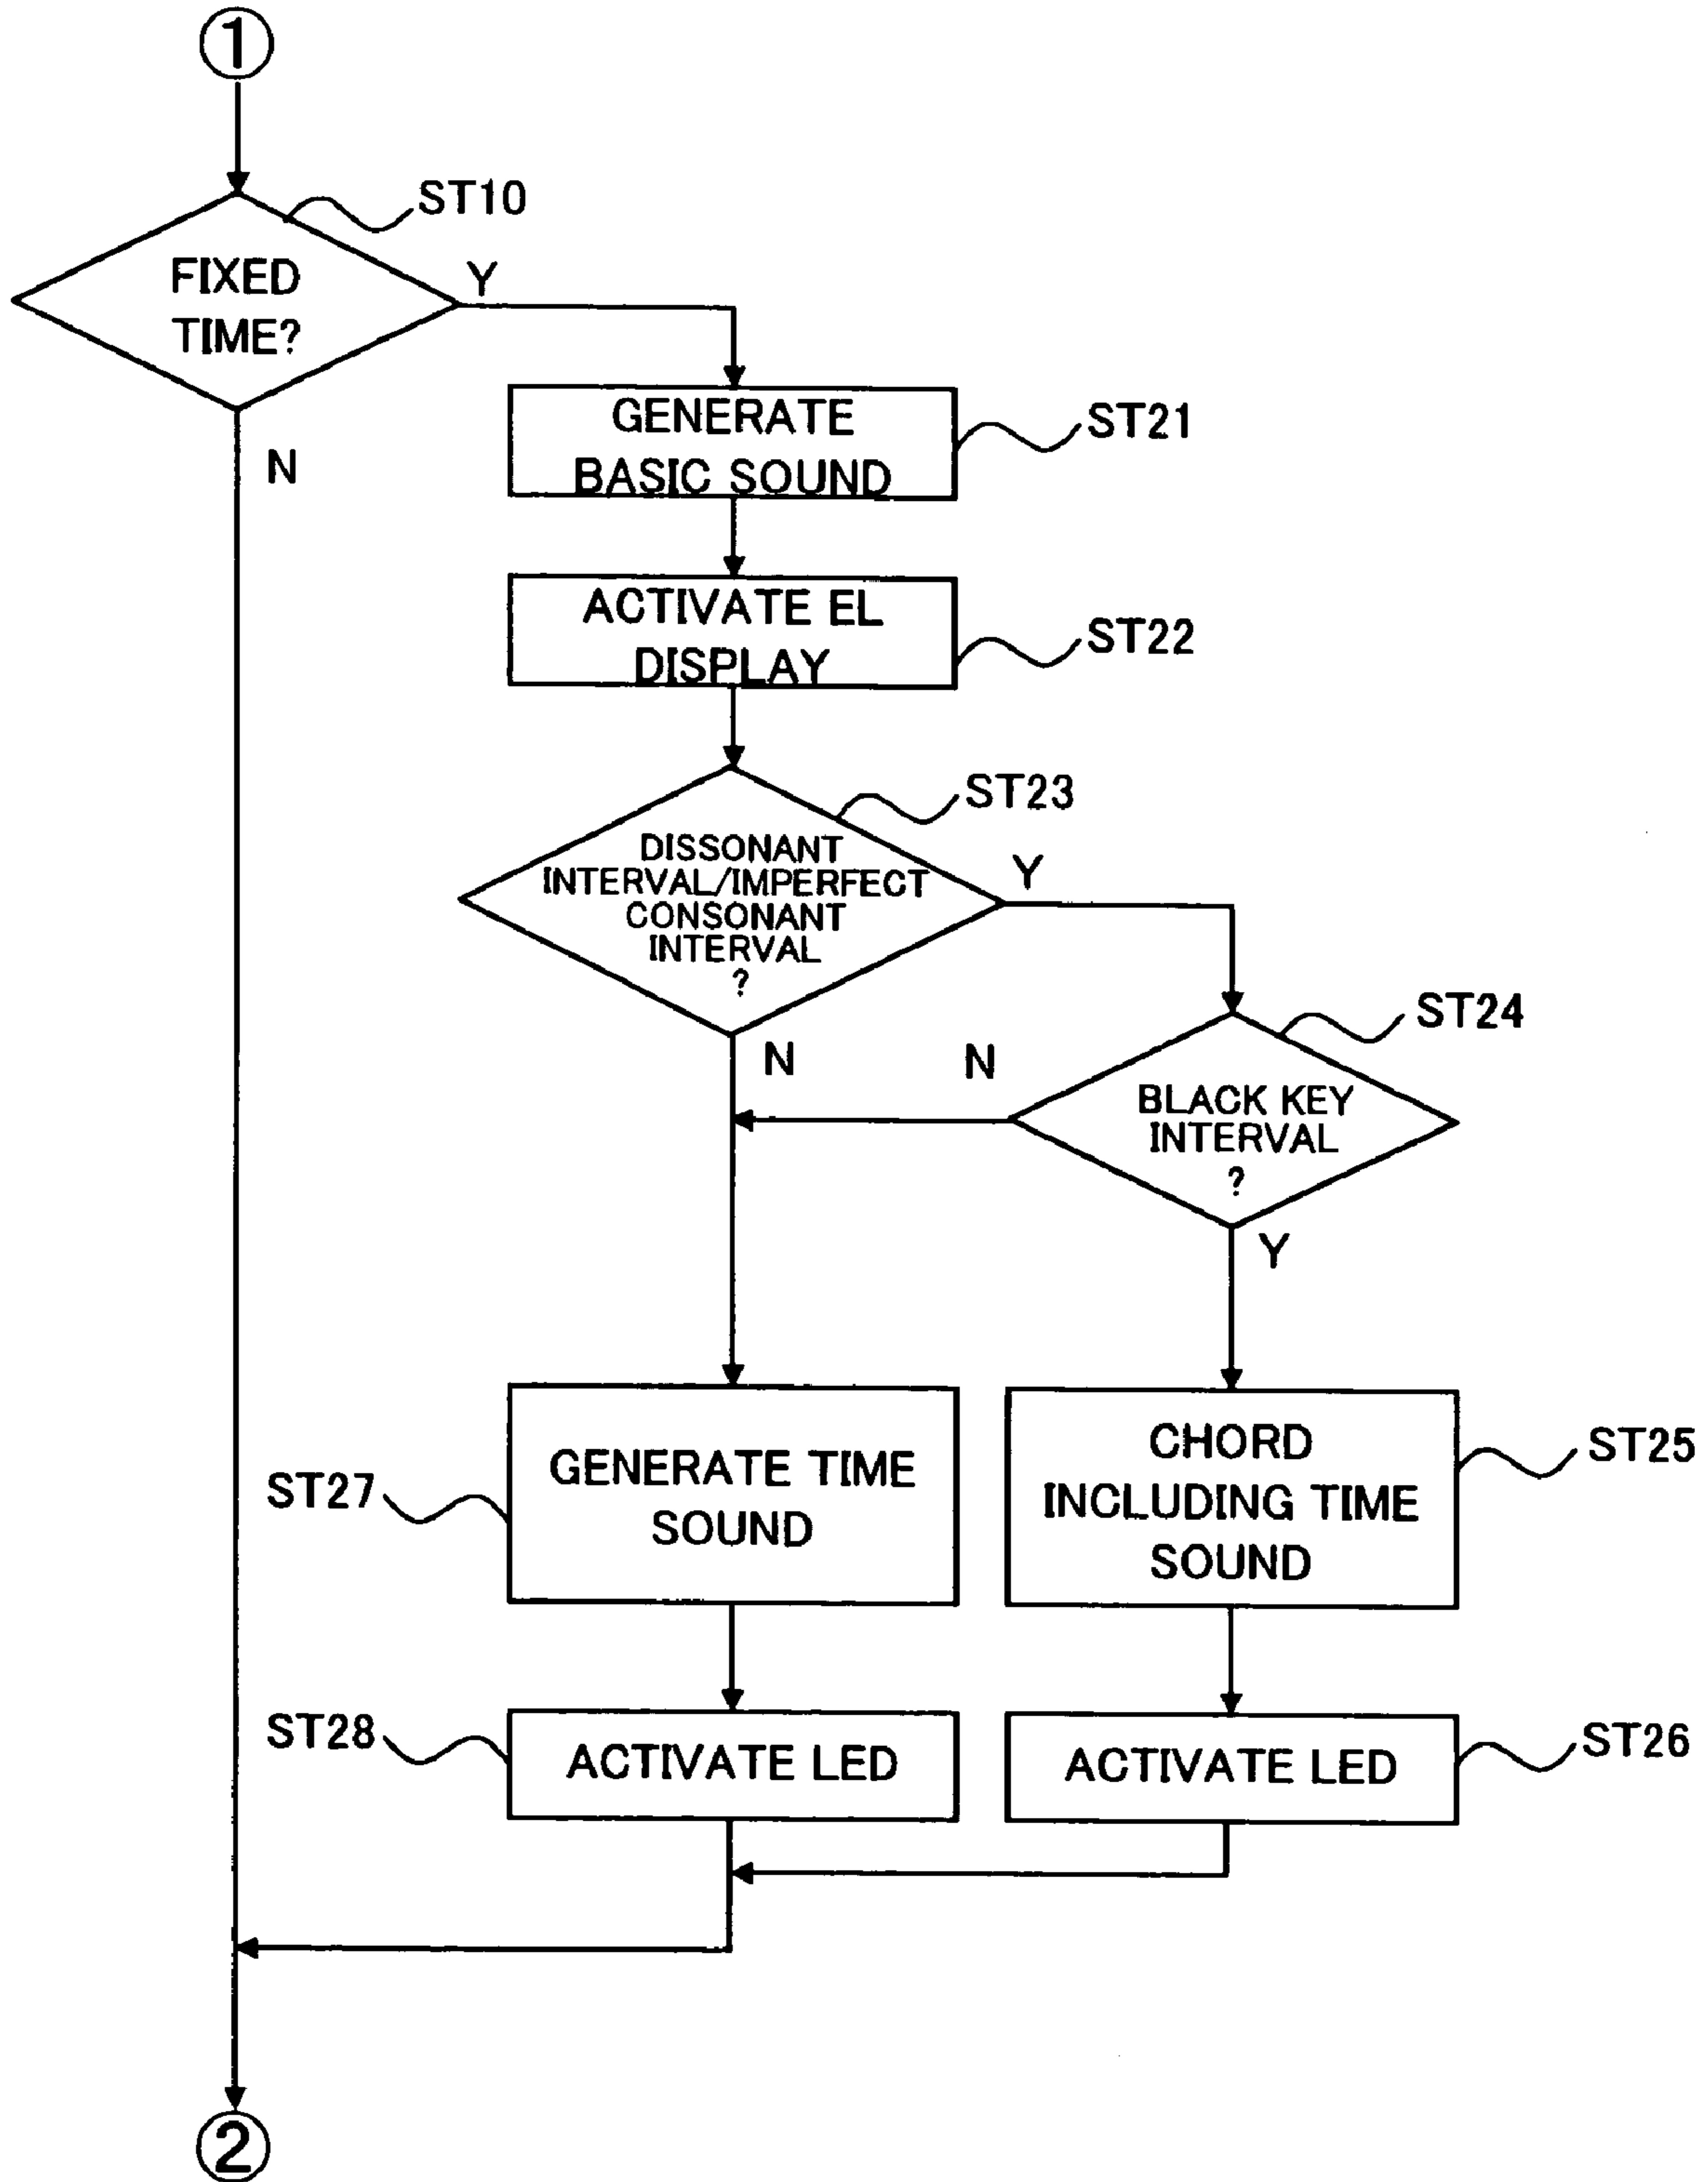 1
ST10
FIXED
TIME?
Y
N
GENERATE
BASIC SOUND
ST21
ACTIVATE EL
DISPLAY
ST22
ST23
DISSONANT
INTERVAL/IMPERFECT
CONSONANT
INTERVAL
?
Y
N
ST24
N
BLACK KEY
INTERVAL
?
Y
GENERATE TIME
SOUND
ST27
CHORD
INCLUDING TIME
SOUND
ST25
ST28
ACTIVATE LED
ACTIVATE LED
ST26
2